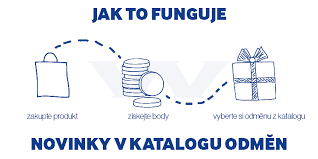 JAK TO FUNGUJE
zakupte produkt
získejte body
vyberte si odměnu z katalogu
NOVINKY V KATALOGU ODMĚN